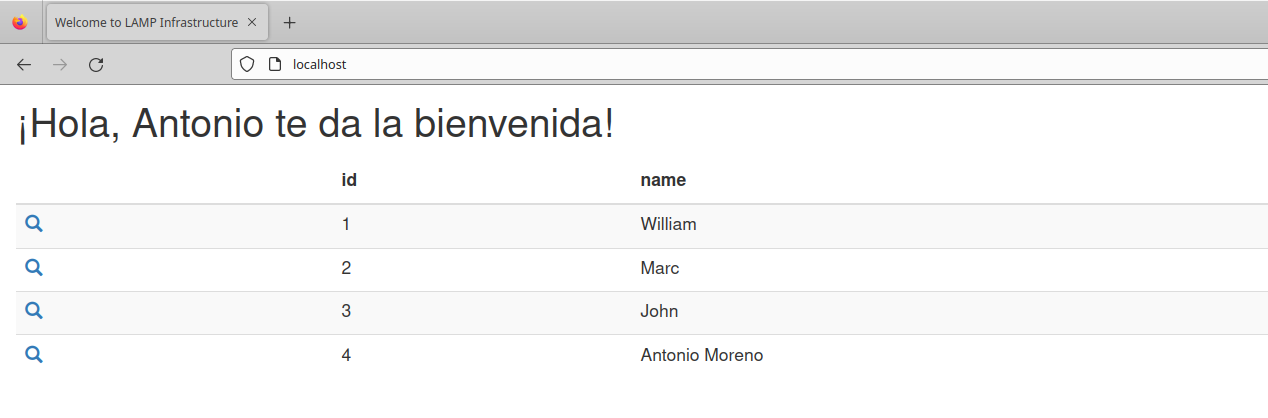 Welcome to LAMP Infrastructure
localhost
¡Hola, Antonio te da la bienvenida!
id name
1 William
2 Marc
3 John
4 Antonio Moreno